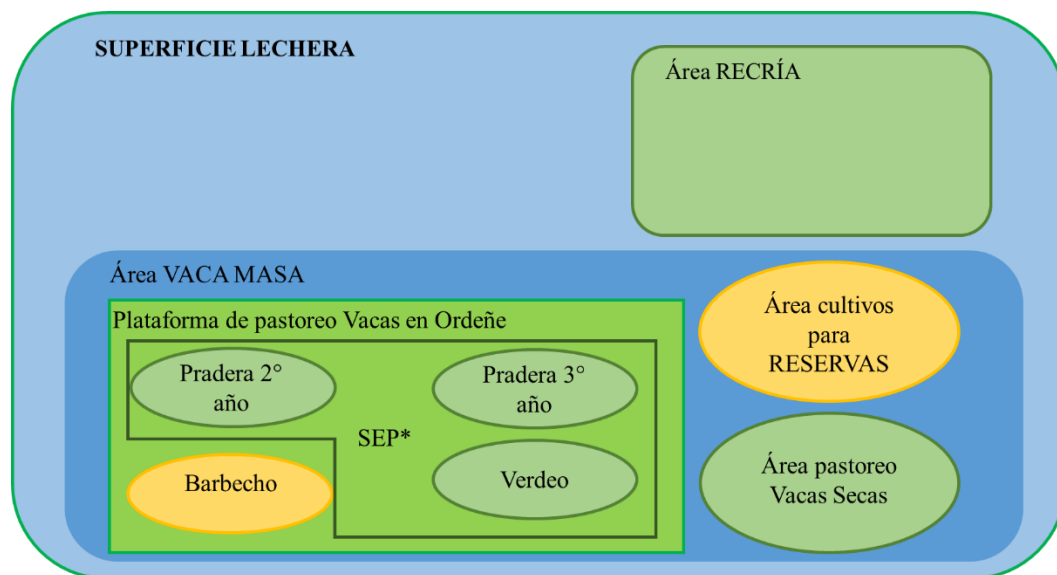 SUPERFICIE LECHERA
Área RECRÍA
Área VACA MASA
Plataforma de pastoreo Vacas en Ordeñe
Pradera 2°
año
Pradera 3°
año
SEP*
Barbecho
Verdeo
Área cultivos
para
RESERVAS
Área pastoreo
Vacas Secas